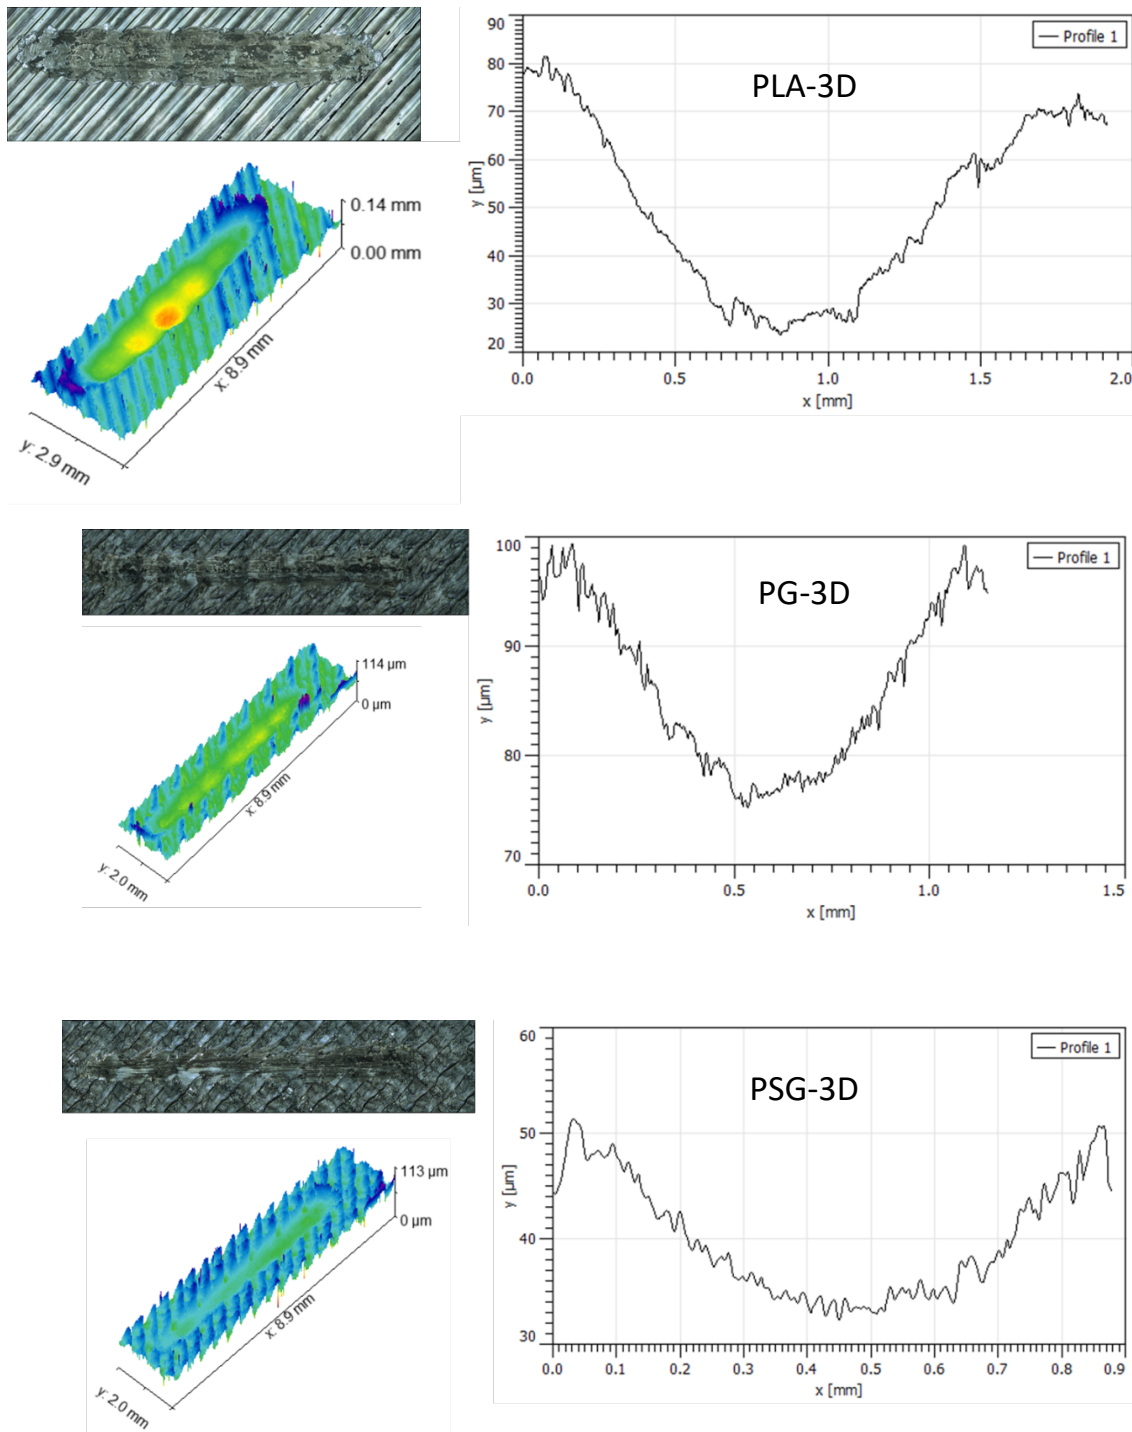 0.14 mm
0.00 mm
x: 8.9 mm
y: 2.9 mm
90
80
70
60
50
40
30
20
y [µm]
Profile 1
PLA-3D
0.0
0.5
1.0
1.5
2.0
x [mm]
114 µm
0 µm
x: 8.9 mm
y: 2.0 mm
100
90
80
70
y [µm]
Profile 1
PG-3D
0.0
0.5
1.0
1.5
x [mm]
113 µm
0 µm
x: 8.9 mm
y: 2.0 mm
60
50
40
30
y [µm]
Profile 1
PSG-3D
0.0
0.1
0.2
0.3
0.4
0.5
0.6
0.7
0.8
0.9
x [mm]